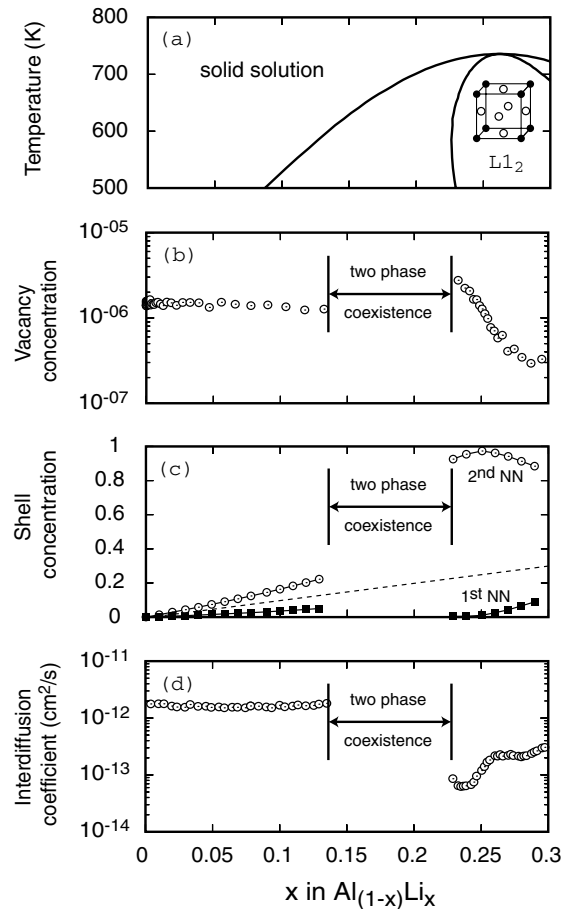 800
700
600
500
Temperature (K)
(a)
solid solution
L1₂
10⁻⁰⁵
10⁻⁰⁶
10⁻⁰⁷
Vacancy
concentration
(b)
two phase
coexistence
1
0.8
0.6
0.4
0.2
0
Shell
concentration
(c)
two phase
coexistence
2ⁿᵈ NN
1ˢᵗ NN
10⁻¹¹
10⁻¹²
10⁻¹³
10⁻¹⁴
Interdiffusion
coefficient (cm²/s)
(d)
two phase
coexistence
0 0.05 0.1 0.15 0.2 0.25 0.3
x in Al₍₁₋ₓ₎Liₓ